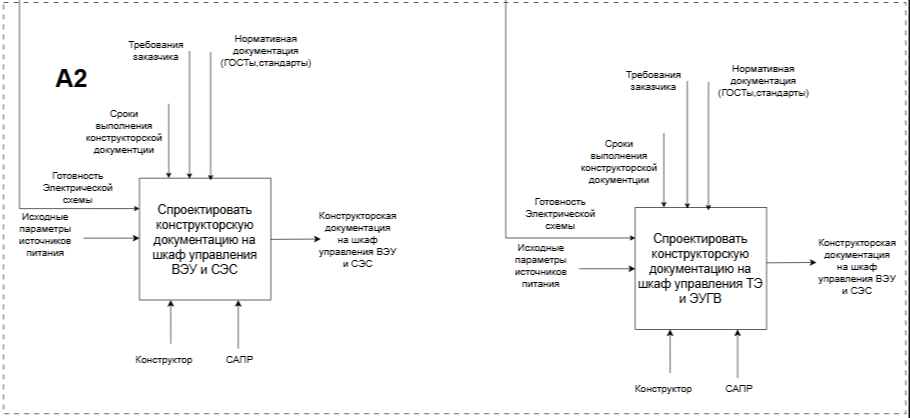 A2
Требования
заказчика
Нормативная
документация
(ГОСТы,стандарты)
Сроки
выполнения
конструкторской
документции
Готовность
Электрической
схемы
Исходные
параметры
источников
питания
Спроектировать
конструкторскую
документацию на
шкаф управления
ВЭУ и СЭС
Конструкторская
документация
на шкаф
управления ВЭУ
и СЭС
Конструктор
САПР
Требования
заказчика
Нормативная
документация
(ГОСТы,стандарты)
Сроки
выполнения
конструкторской
документции
Готовность
Электрической
схемы
Исходные
параметры
источников
питания
Спроектировать
конструкторскую
документацию на
шкаф управления ТЭ
и ЭУГВ
Конструкторская
документация
на шкаф
управления ВЭУ
и СЭС
Конструктор
САПР